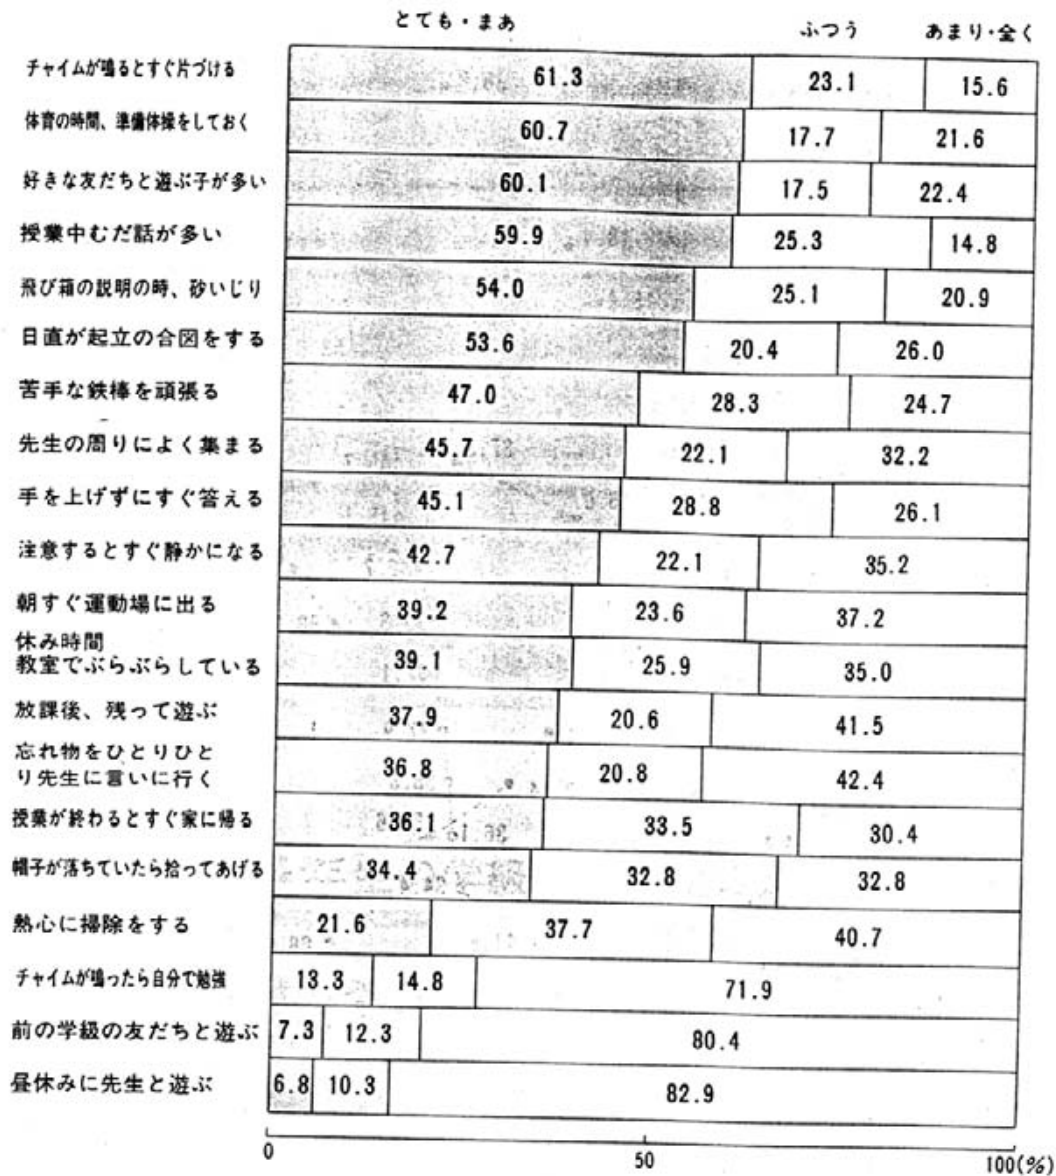 とても・まあ ふつう あまり・全く
チャイムが鳴るとすぐ片づける 61.3 23.1 15.6
体育の時間、準備体操をしておく 60.7 17.7 21.6
好きな友だちと遊ぶ子が多い 60.1 17.5 22.4
授業中むだ話が多い 59.9 25.3 14.8
飛び箱の説明の時、砂いじり 54.0 25.1 20.9
日直が起立の合図をする 53.6 20.4 26.0
苦手な鉄棒を頑張る 47.0 28.3 24.7
先生の周りによく集まる 45.7 22.1 32.2
手を上げずにすぐ答える 45.1 28.8 26.1
注意するとすぐ静かになる 42.7 22.1 35.2
朝すぐ運動場に出る 39.2 23.6 37.2
休み時間
教室でぶらぶらしている 39.1 25.9 35.0
放課後、残って遊ぶ 37.9 20.6 41.5
忘れ物をひとりひと
り先生に言いに行く 36.8 20.8 42.4
授業が終わるとすぐ家に帰る 36.1 33.5 30.4
帽子が落ちていたら拾ってあげる 34.4 32.8 32.8
熱心に掃除をする 21.6 37.7 40.7
チャイムが鳴ったら自分で勉強 13.3 14.8 71.9
前の学級の友だちと遊ぶ 7.3 12.3 80.4
昼休みに先生と遊ぶ 6.8 10.3 82.9
0 50 100(%)